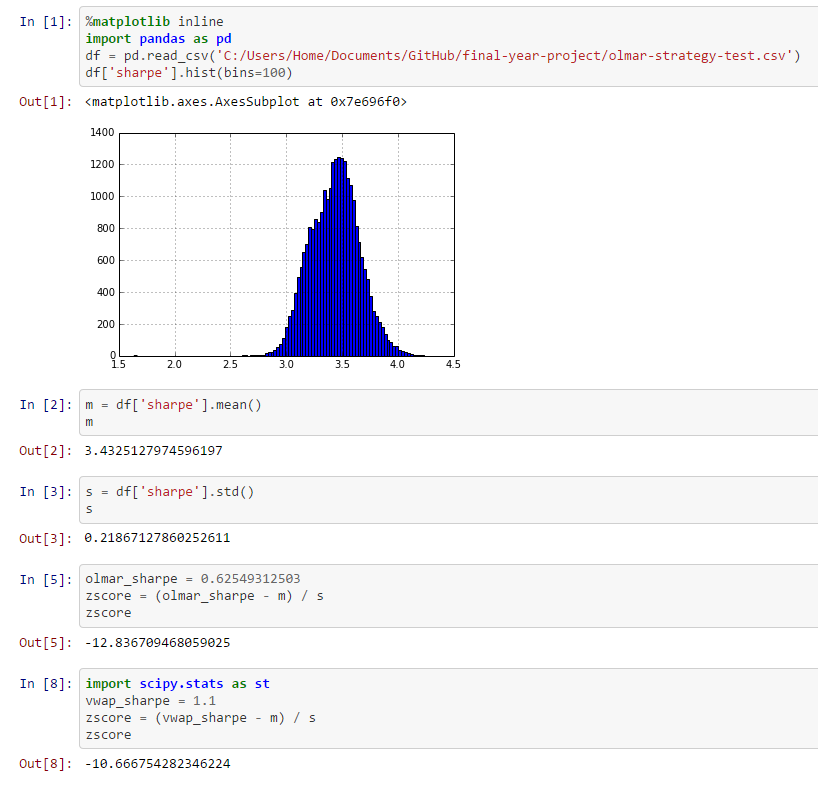 In [1]: %matplotlib inline
import pandas as pd
df = pd.read_csv('C:/Users/Home/Documents/GitHub/final-year-project/olmar-strategy-test.csv')
df['sharpe'].hist(bins=100)
Out[1]: <matplotlib.axes.AxesSubplot at 0x7e696f0>
1400
1200
1000
800
600
400
200
0
1.5 2.0 2.5 3.0 3.5 4.0 4.5
In [2]: m = df['sharpe'].mean()
m
Out[2]: 3.4325127974596197
In [3]: s = df['sharpe'].std()
s
Out[3]: 0.21867127860252611
In [5]: olmar_sharpe = 0.62549312503
zscore = (olmar_sharpe - m) / s
zscore
Out[5]: -12.836709468059025
In [8]: import scipy.stats as st
vwap_sharpe = 1.1
zscore = (vwap_sharpe - m) / s
zscore
Out[8]: -10.666754282346224